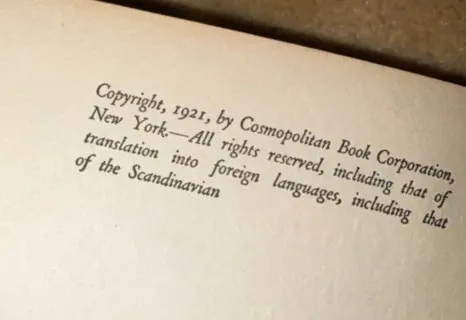 Copyright, 1921, by Cosmopolitan Book Corporation,
New York.—All rights reserved, including that of
translation into foreign languages, including that
of the Scandinavian